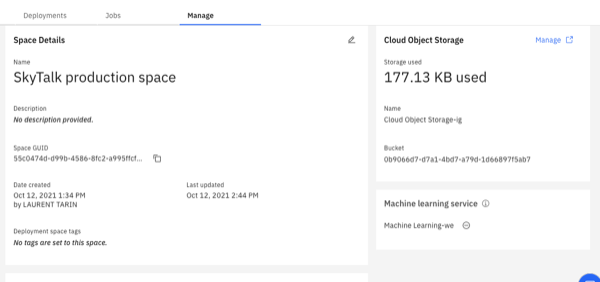 Deployments Jobs Manage
Space Details
Name
SkyTalk production space
Description
No description provided.
Space GUID
55c0474d-d99b-4586-8fc2-a995ffcf...
Date created Last updated
Oct 12, 2021 1:34 PM Oct 12, 2021 2:44 PM
by LAURENT TARIN
Deployment space tags
No tags are set to this space.
Cloud Object Storage Manage
Storage used
177.13 KB used
Name
Cloud Object Storage-ig
Bucket
0b9066d7-d7a1-4bd7-a79d-1d66897f5ab7
Machine learning service
Machine Learning-we